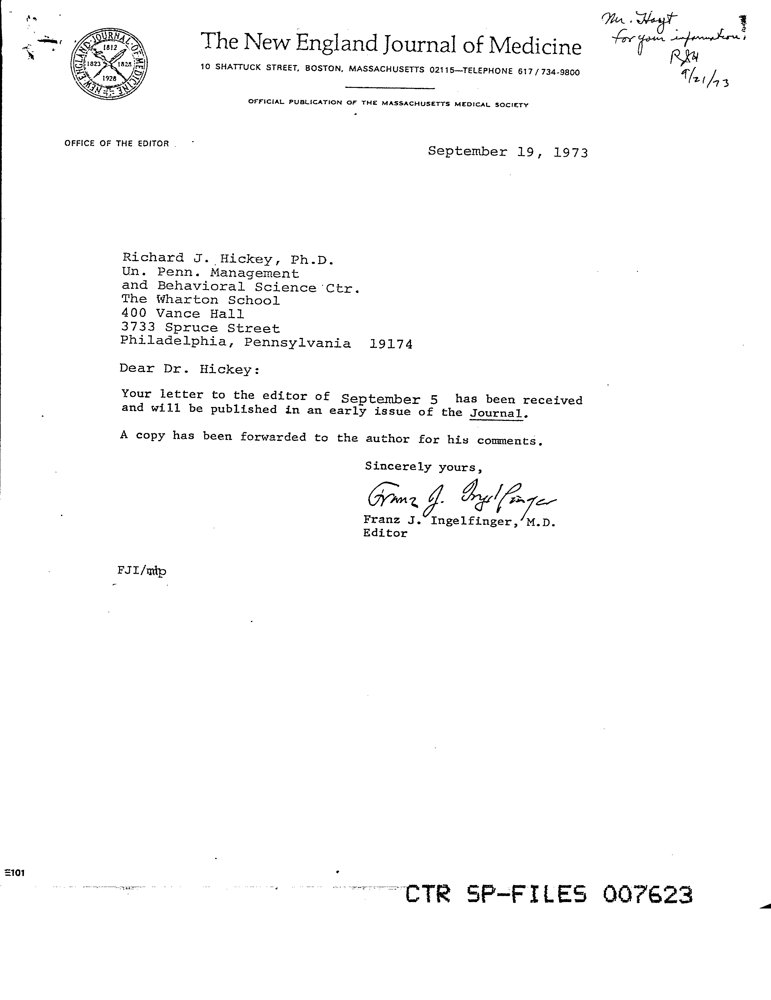 Mr. Hoyt
for your information.
RJH
9/21/73
NEW ENGLAND JOURNAL OF MEDICINE
1812
1823 1828
1928
The New England Journal of Medicine
10 SHATTUCK STREET, BOSTON, MASSACHUSETTS 02115—TELEPHONE 617/734-9800
OFFICIAL PUBLICATION OF THE MASSACHUSETTS MEDICAL SOCIETY
OFFICE OF THE EDITOR
September 19, 1973
Richard J. Hickey, Ph.D.
Un. Penn. Management
and Behavioral Science Ctr.
The Wharton School
400 Vance Hall
3733 Spruce Street
Philadelphia, Pennsylvania 19174
Dear Dr. Hickey:
Your letter to the editor of September 5 has been received
and will be published in an early issue of the Journal.
A copy has been forwarded to the author for his comments.
Sincerely yours,
Franz J. Ingelfinger
Franz J. Ingelfinger, M.D.
Editor
FJI/mhp
E101
CTR SP-FILES 007623